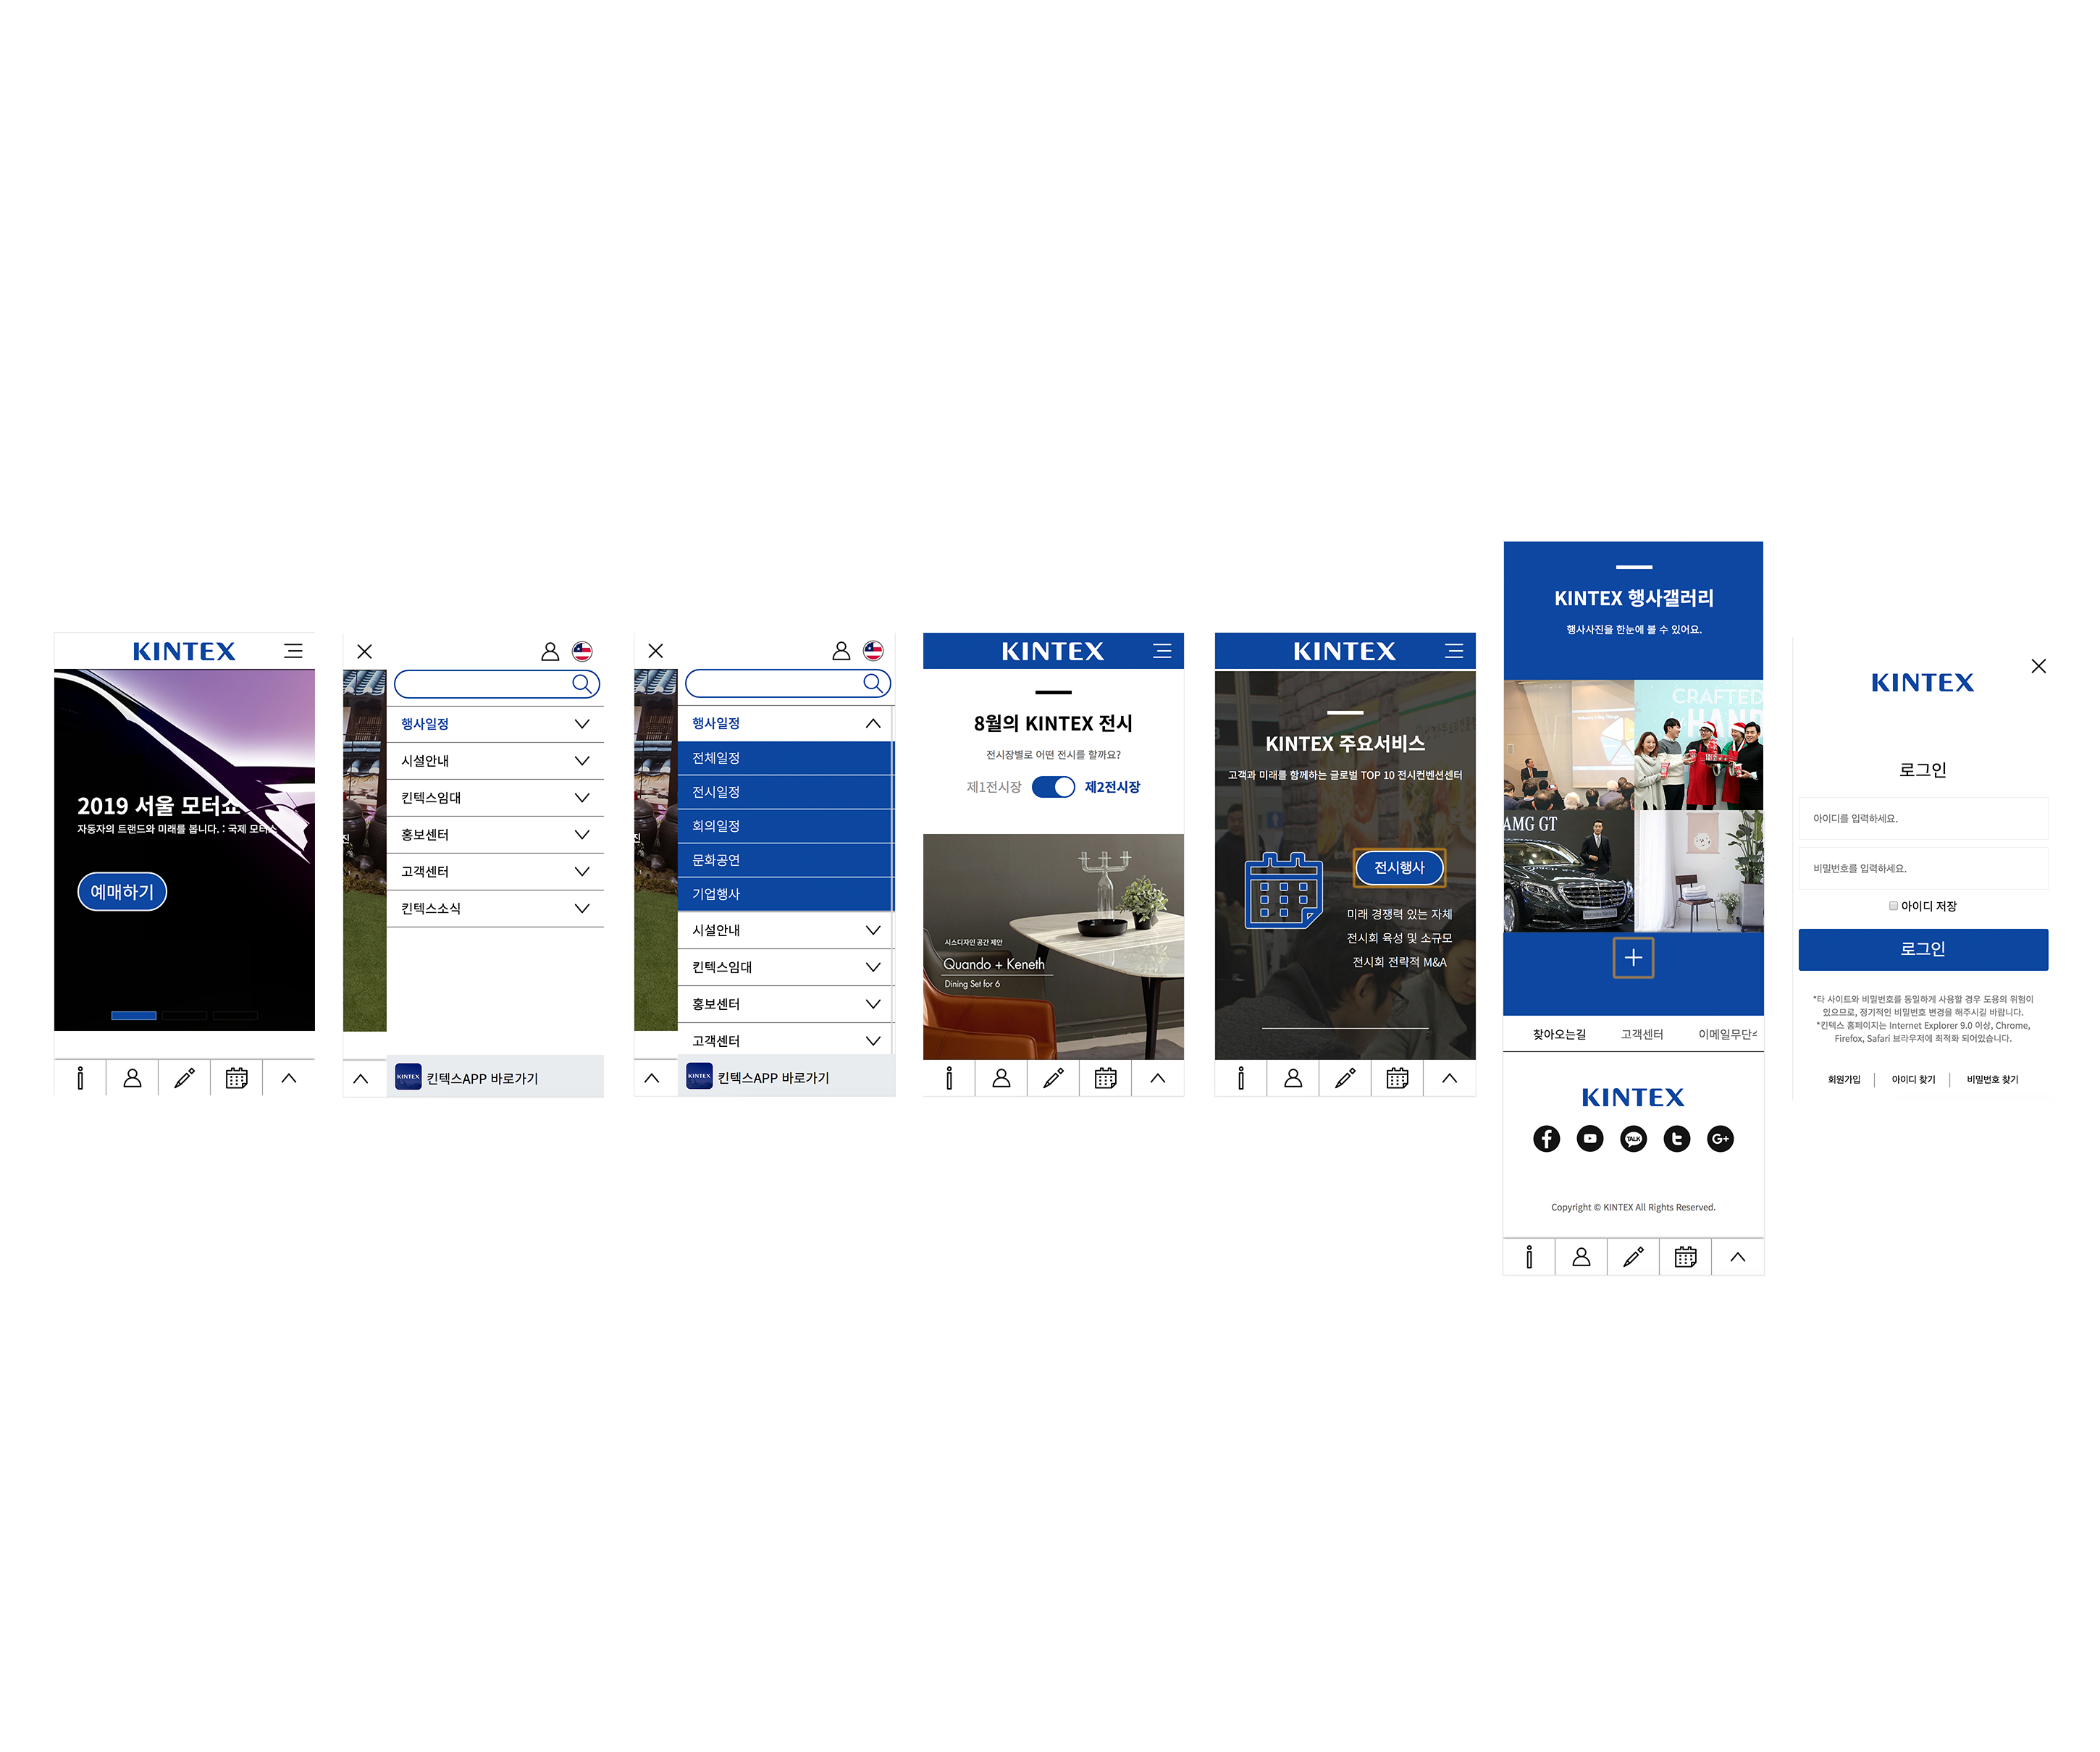 KINTEX
2019 서울 모터쇼
자동차의 트랜드와 미래를 봅니다. : 국제 모터쇼
예매하기
행사일정
시설안내
킨텍스임대
홍보센터
고객센터
킨텍스소식
KINTEX 킨텍스APP 바로가기
행사일정
전체일정
전시일정
회의일정
문화공연
기업행사
시설안내
킨텍스임대
홍보센터
고객센터
KINTEX 킨텍스APP 바로가기
KINTEX
8월의 KINTEX 전시
전시장별로 어떤 전시를 할까요?
제1전시장 제2전시장
시스디자인 공간 제안
Quando + Keneth
Dining Set for 6
KINTEX
KINTEX 주요서비스
고객과 미래를 함께하는 글로벌 TOP 10 전시컨벤션센터
전시행사
미래 경쟁력 있는 자체
전시회 육성 및 소규모
전시회 전략적 M&A
KINTEX 행사갤러리
행사사진을 한눈에 볼 수 있어요.
CRAFTED
HAND
AMG GT
찾아오는길 고객센터 이메일무단
KINTEX
TALK
G+
Copyright © KINTEX All Rights Reserved.
KINTEX
로그인
아이디를 입력하세요.
비밀번호를 입력하세요.
아이디 저장
로그인
*타 사이트와 비밀번호를 동일하게 사용할 경우 도용의 위험이
있으므로, 정기적인 비밀번호 변경을 해주시길 바랍니다.
*킨텍스 홈페이지는 Internet Explorer 9.0 이상, Chrome,
Firefox, Safari 브라우저에 최적화 되어있습니다.
회원가입 아이디 찾기 비밀번호 찾기